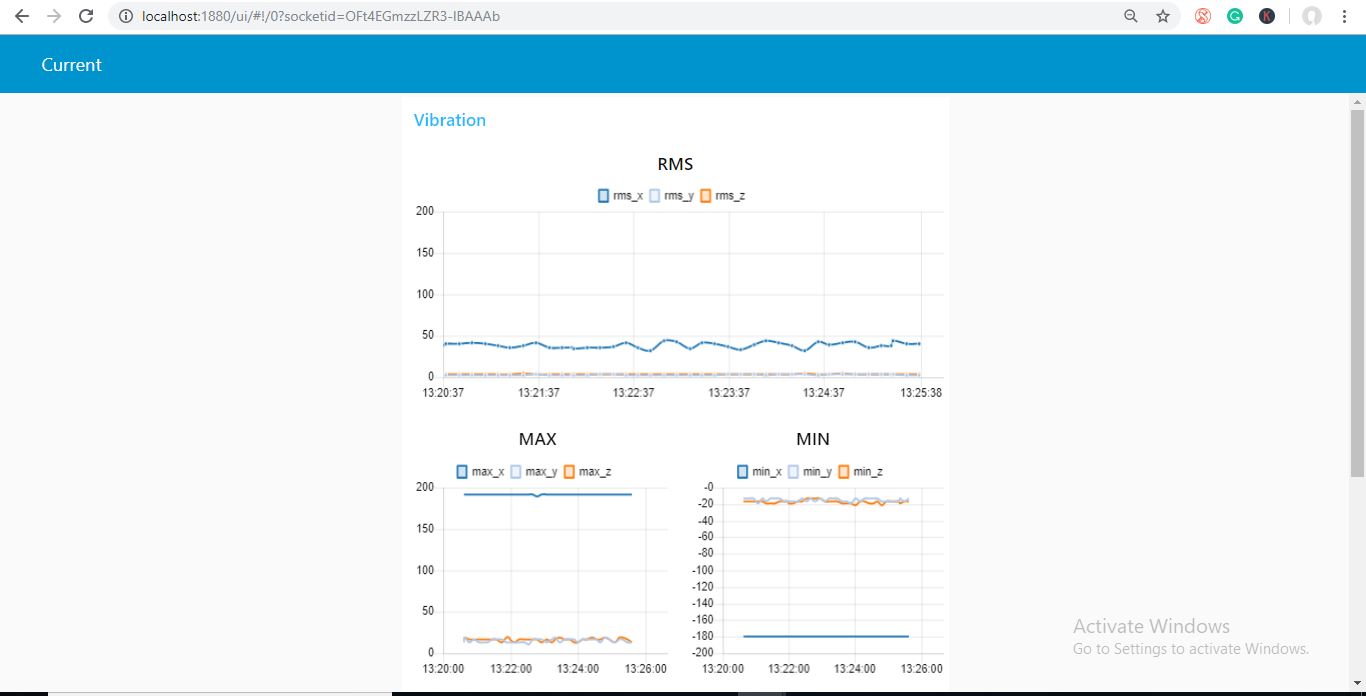 localhost:1880/ui/#!/0?socketid=OFt4EGmzzLZR3-IBAAAb
K
Current
Vibration
RMS
rms_x rms_y rms_z
200
150
100
50
0
13:20:37 13:21:37 13:22:37 13:23:37 13:24:37 13:25:38
MAX
max_x max_y max_z
200
150
100
50
0
13:20:00 13:22:00 13:24:00 13:26:00
MIN
min_x min_y min_z
-0
-20
-40
-60
-80
-100
-120
-140
-160
-180
-200
13:20:00 13:22:00 13:24:00 13:26:00
Activate Windows
Go to Settings to activate Windows.